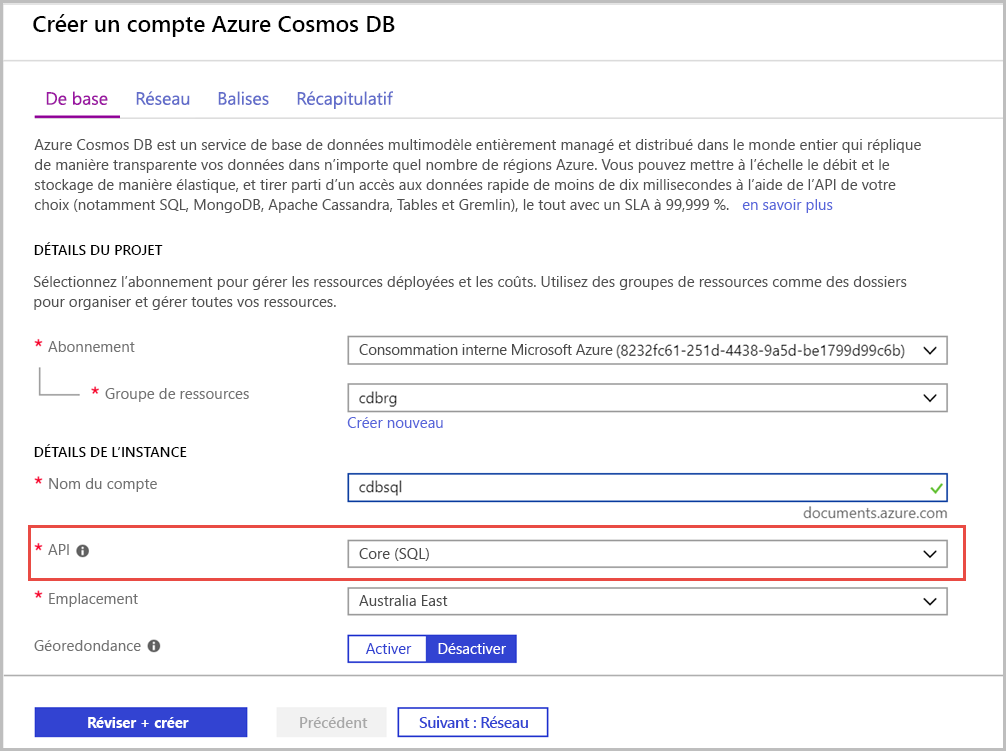 Créer un compte Azure Cosmos DB
De base Réseau Balises Récapitulatif
Azure Cosmos DB est un service de base de données multimodèle entièrement managé et distribué dans le monde entier qui réplique
de manière transparente vos données dans n’importe quel nombre de régions Azure. Vous pouvez mettre à l’échelle le débit et le
stockage de manière élastique, et tirer parti d’un accès aux données rapide de moins de dix millisecondes à l’aide de l’API de votre
choix (notamment SQL, MongoDB, Apache Cassandra, Tables et Gremlin), le tout avec un SLA à 99,999 %. en savoir plus
DÉTAILS DU PROJET
Sélectionnez l’abonnement pour gérer les ressources déployées et les coûts. Utilisez des groupes de ressources comme des dossiers
pour organiser et gérer toutes vos ressources.
* Abonnement Consommation interne Microsoft Azure (8232fc61-251d-4438-9a5d-be1799d99c6b)
* Groupe de ressources cdbrg
Créer nouveau
DÉTAILS DE L’INSTANCE
* Nom du compte cdbsql
documents.azure.com
* API Core (SQL)
* Emplacement Australia East
Géoredondance Activer Désactiver
Réviser + créer Précédent Suivant : Réseau